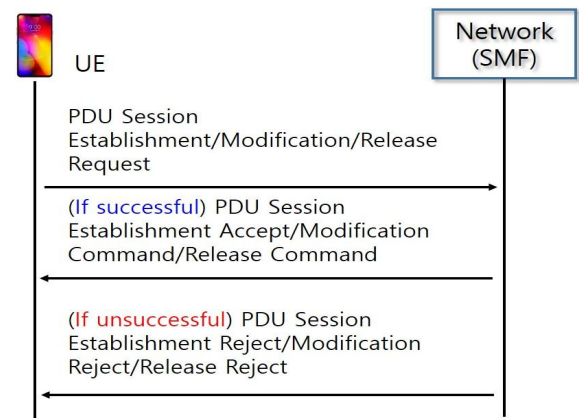 UE
Network
(SMF)
PDU Session
Establishment/Modification/Release
Request
(If successful) PDU Session
Establishment Accept/Modification
Command/Release Command
(If unsuccessful) PDU Session
Establishment Reject/Modification
Reject/Release Reject